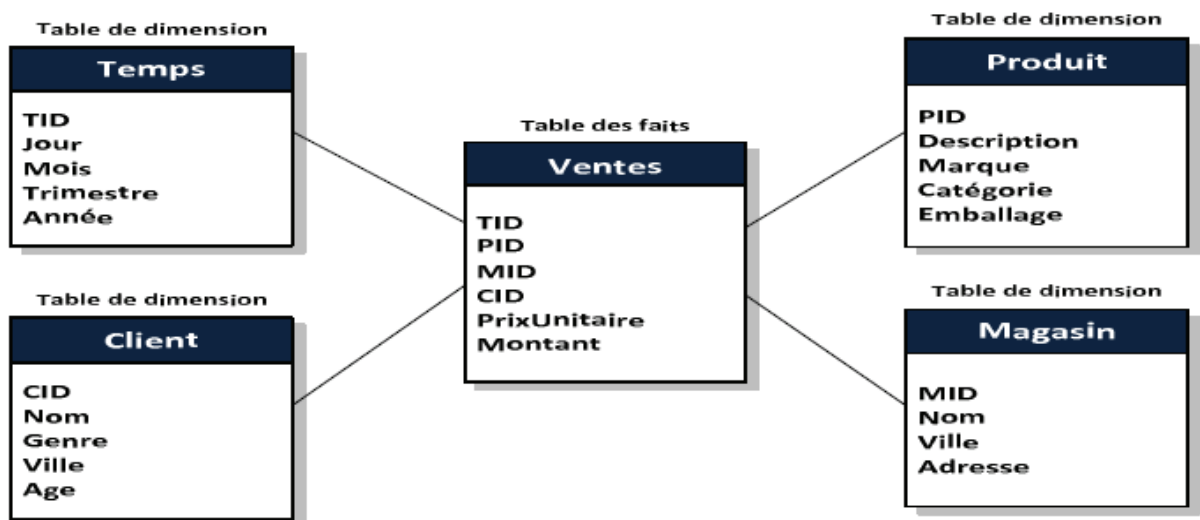 Table de dimension
Temps
TID
Jour
Mois
Trimestre
Année
Table de dimension
Client
CID
Nom
Genre
Ville
Age
Table des faits
Ventes
TID
PID
MID
CID
PrixUnitaire
Montant
Table de dimension
Produit
PID
Description
Marque
Catégorie
Emballage
Table de dimension
Magasin
MID
Nom
Ville
Adresse